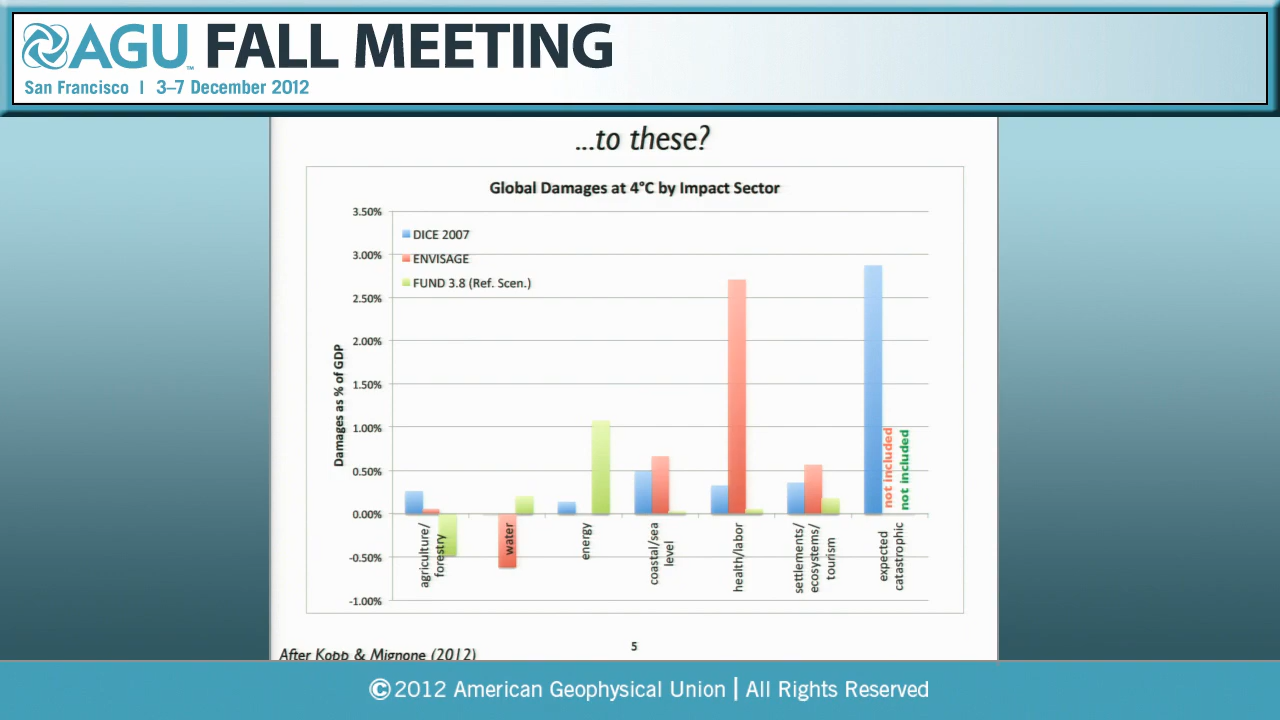 AGU™ FALL MEETING
San Francisco | 3–7 December 2012
...to these?
Global Damages at 4°C by Impact Sector
3.50%
3.00%
2.50%
2.00%
1.50%
1.00%
0.50%
0.00%
-0.50%
-1.00%
Damages as % of GDP
DICE 2007
ENVISAGE
FUND 3.8 (Ref. Scen.)
agriculture/
forestry
water
energy
coastal/sea
level
health/labor
settlements/
ecosystems/
tourism
expected
catastrophic
not included
not included
5
After Kopp & Mignone (2012)
©2012 American Geophysical Union | All Rights Reserved